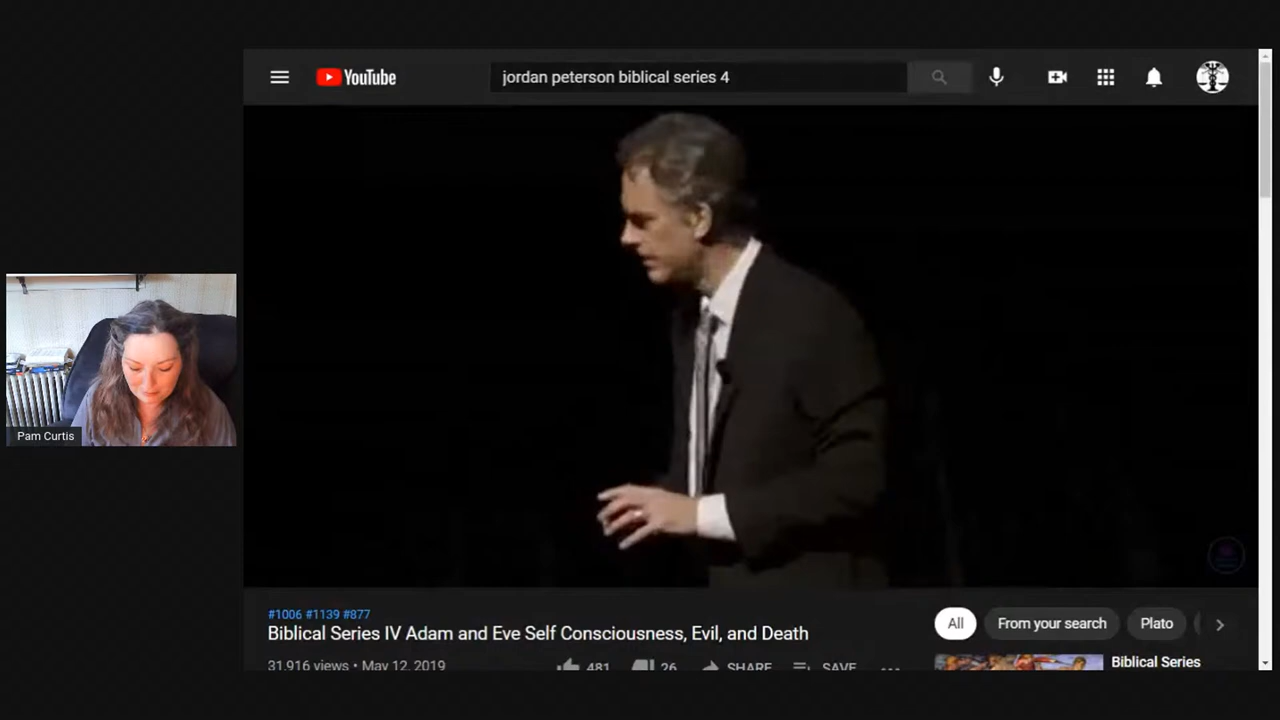 YouTube
jordan peterson biblical series 4
Pam Curtis
#1006 #1139 #877
Biblical Series IV Adam and Eve Self Consciousness, Evil, and Death
31,916 views • May 12, 2019
481
26
SHARE
SAVE
All
From your search
Plato
Biblical Series